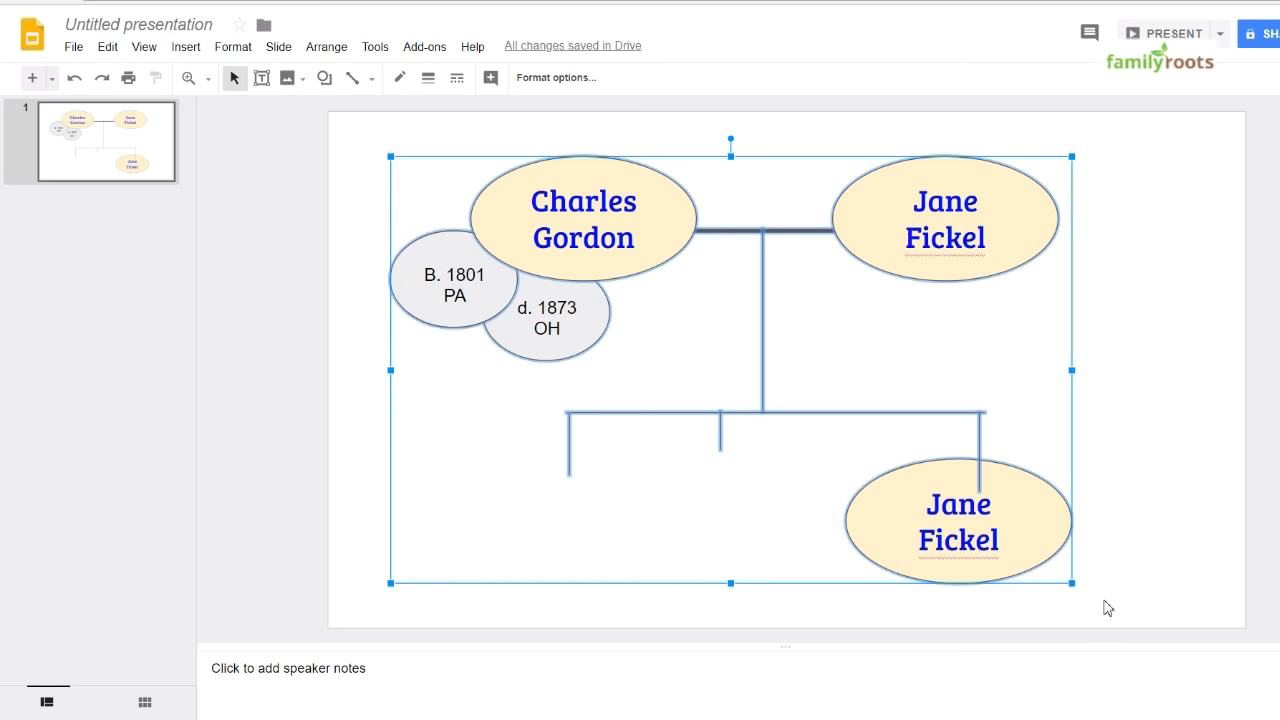 Untitled presentation
File Edit View Insert Format Slide Arrange Tools Add-ons Help All changes saved in Drive
PRESENT
familyroots
Format options...
1
Charles
Gordon
Jane
Fickel
B. 1801
PA
d. 1873
OH
Jane
Fickel
Click to add speaker notes